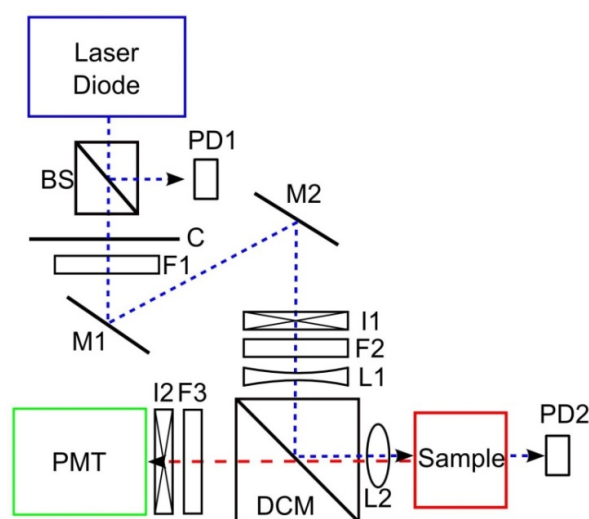 Laser
Diode
PD1
BS
M2
C
F1
M1
I1
F2
L1
I2 F3
PD2
PMT
Sample
L2
DCM